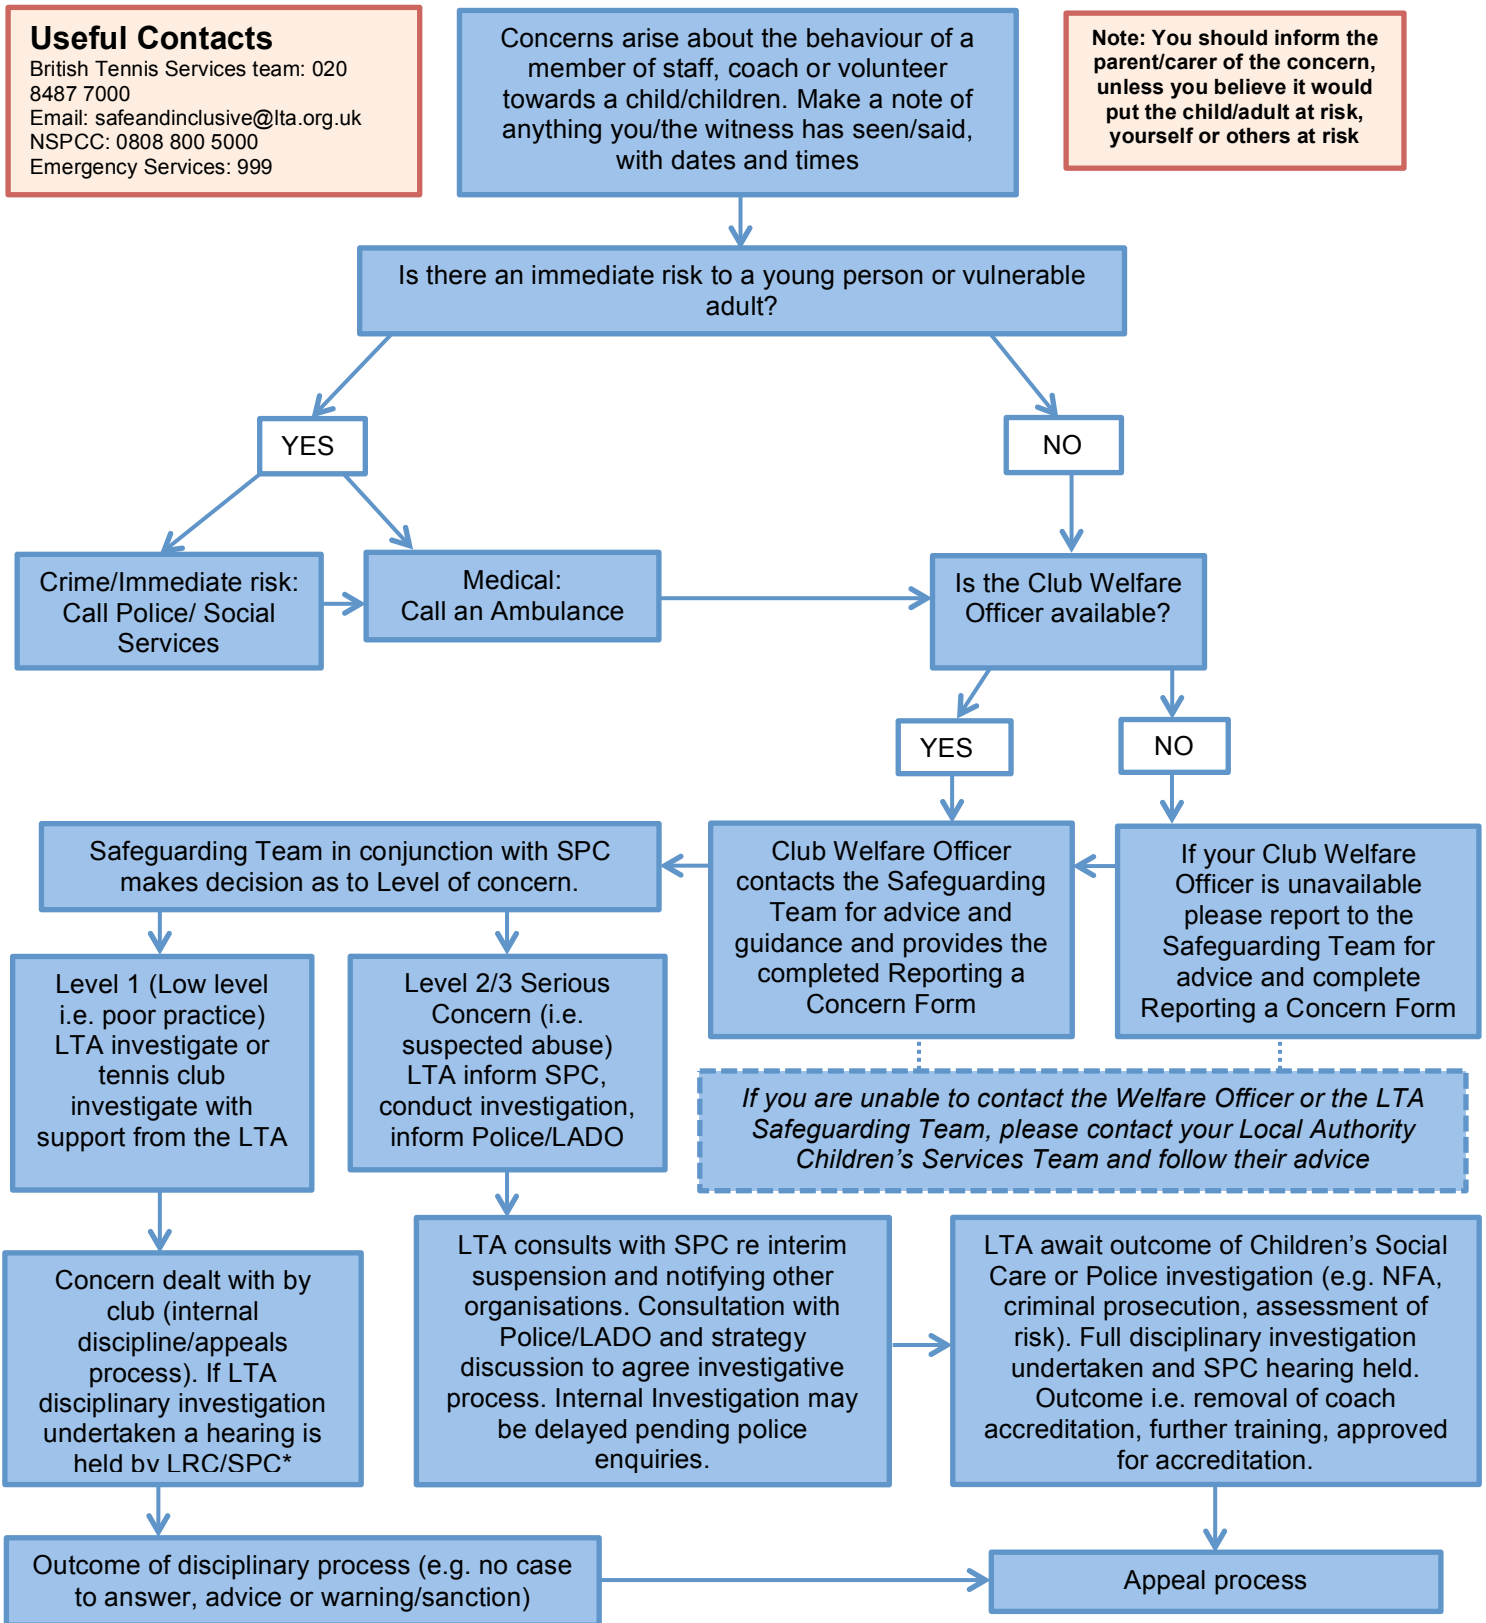 Useful Contacts
British Tennis Services team: 020
8487 7000
Email: safeandinclusive@lta.org.uk
NSPCC: 0808 800 5000
Emergency Services: 999
Concerns arise about the behaviour of a
member of staff, coach or volunteer
towards a child/children. Make a note of
anything you/the witness has seen/said,
with dates and times
Note: You should inform the
parent/carer of the concern,
unless you believe it would
put the child/adult at risk,
yourself or others at risk
Is there an immediate risk to a young person or vulnerable
adult?
YES
NO
Crime/Immediate risk:
Call Police/ Social
Services
Medical:
Call an Ambulance
Is the Club Welfare
Officer available?
YES
NO
Safeguarding Team in conjunction with SPC
makes decision as to Level of concern.
Club Welfare Officer
contacts the Safeguarding
Team for advice and
guidance and provides the
completed Reporting a
Concern Form
If your Club Welfare
Officer is unavailable
please report to the
Safeguarding Team for
advice and complete
Reporting a Concern Form
Level 1 (Low level
i.e. poor practice)
LTA investigate or
tennis club
investigate with
support from the LTA
Level 2/3 Serious
Concern (i.e.
suspected abuse)
LTA inform SPC,
conduct investigation,
inform Police/LADO
If you are unable to contact the Welfare Officer or the LTA
Safeguarding Team, please contact your Local Authority
Children's Services Team and follow their advice
Concern dealt with by
club (internal
discipline/appeals
process). If LTA
disciplinary investigation
undertaken a hearing is
held by LRC/SPC*
LTA consults with SPC re interim
suspension and notifying other
organisations. Consultation with
Police/LADO and strategy
discussion to agree investigative
process. Internal Investigation may
be delayed pending police
enquiries.
LTA await outcome of Children's Social
Care or Police investigation (e.g. NFA,
criminal prosecution, assessment of
risk). Full disciplinary investigation
undertaken and SPC hearing held.
Outcome i.e. removal of coach
accreditation, further training, approved
for accreditation.
Outcome of disciplinary process (e.g. no case
to answer, advice or warning/sanction)
Appeal process